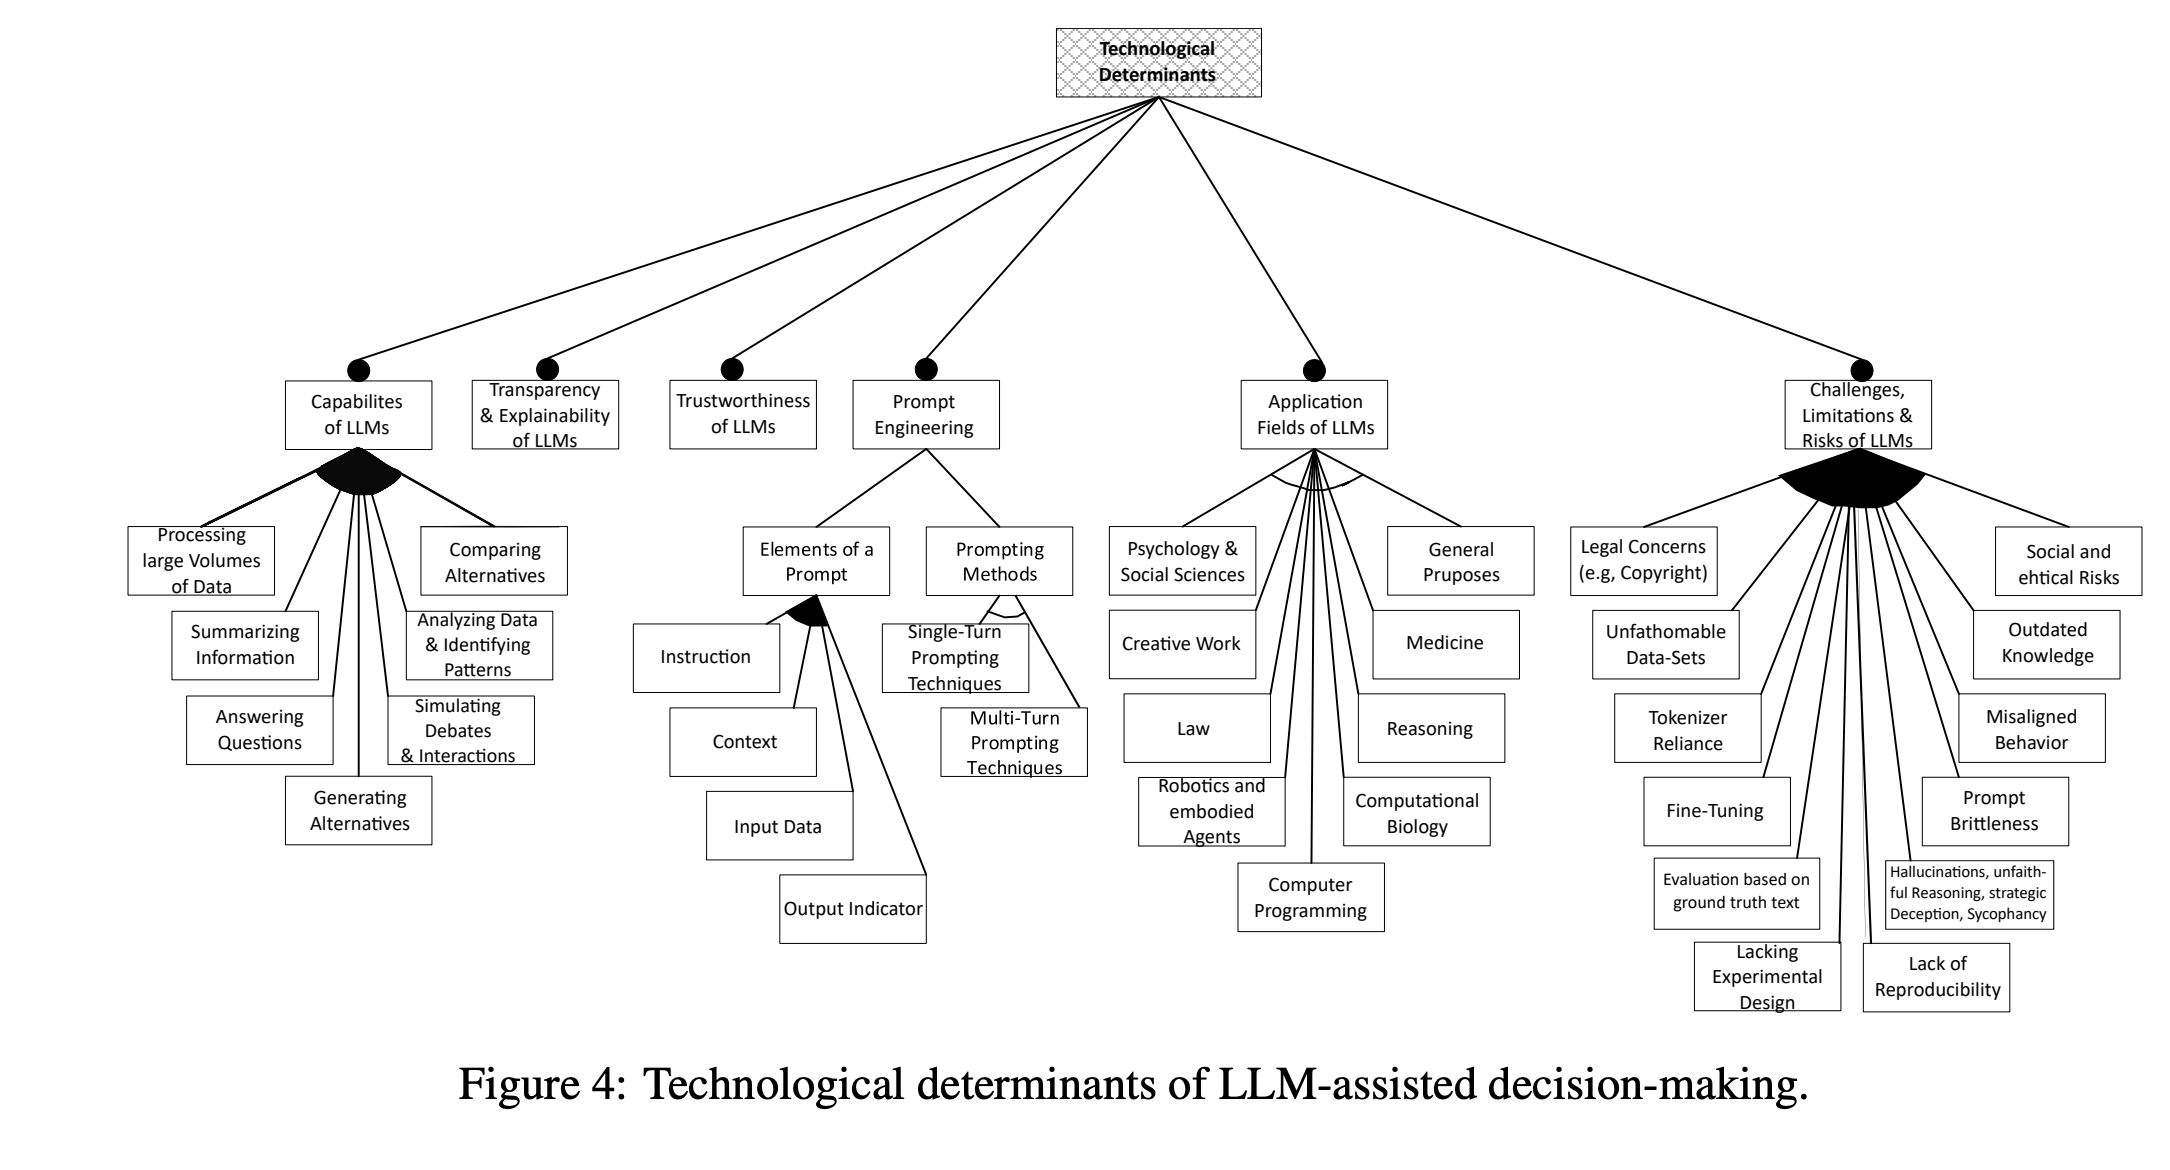 Technological
Determinants
Capabilites
of LLMs
Transparency
& Explainability
of LLMs
Trustworthiness
of LLMs
Prompt
Engineering
Application
Fields of LLMs
Challenges,
Limitations &
Risks of LLMs
Processing
large Volumes
of Data
Summarizing
Information
Answering
Questions
Generating
Alternatives
Simulating
Debates
& Interactions
Analyzing Data
& Identifying
Patterns
Comparing
Alternatives
Elements of a
Prompt
Instruction
Context
Input Data
Output Indicator
Prompting
Methods
Single-Turn
Prompting
Techniques
Multi-Turn
Prompting
Techniques
Psychology &
Social Sciences
Creative Work
Law
Robotics and
embodied
Agents
Computer
Programming
Computational
Biology
Reasoning
Medicine
General
Pruposes
Legal Concerns
(e.g, Copyright)
Unfathomable
Data-Sets
Tokenizer
Reliance
Fine-Tuning
Evaluation based on
ground truth text
Lacking
Experimental
Design
Lack of
Reproducibility
Hallucinations, unfaith-
ful Reasoning, strategic
Deception, Sycophancy
Prompt
Brittleness
Misaligned
Behavior
Outdated
Knowledge
Social and
ehtical Risks
Figure 4: Technological determinants of LLM-assisted decision-making.